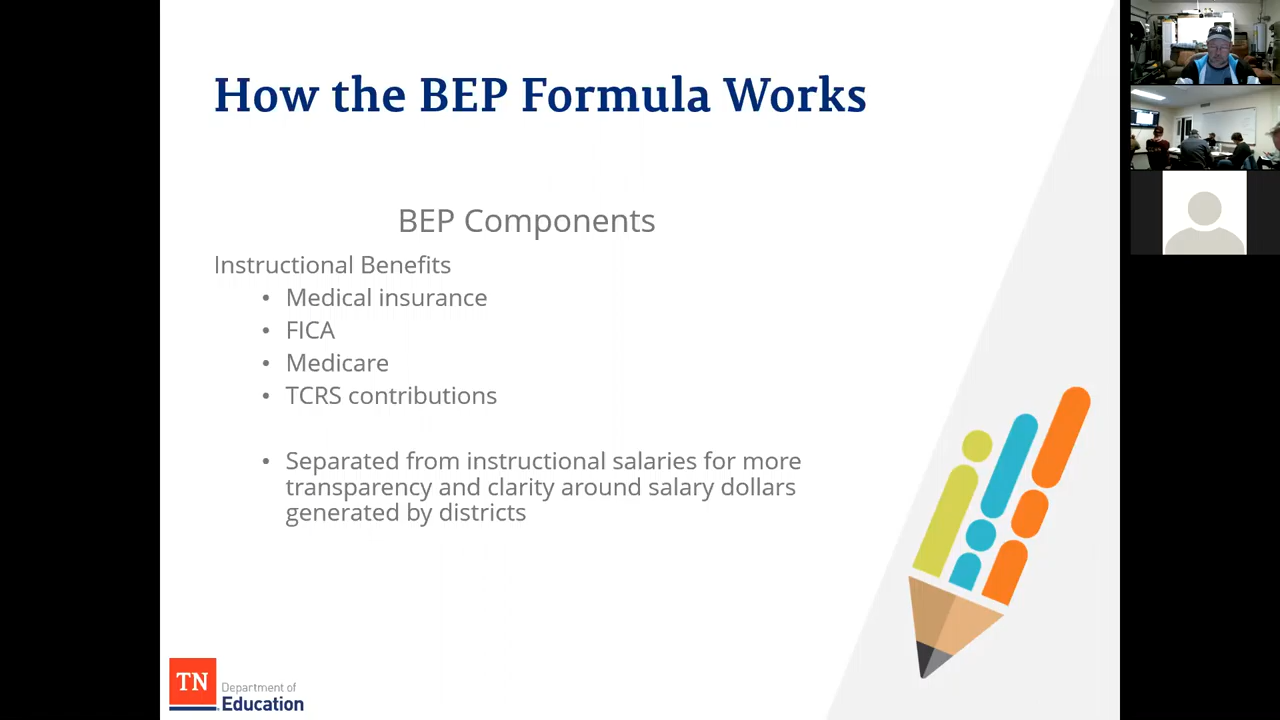 How the BEP Formula Works
BEP Components
Instructional Benefits
• Medical insurance
• FICA
• Medicare
• TCRS contributions
• Separated from instructional salaries for more
transparency and clarity around salary dollars
generated by districts
TN
Department of
Education